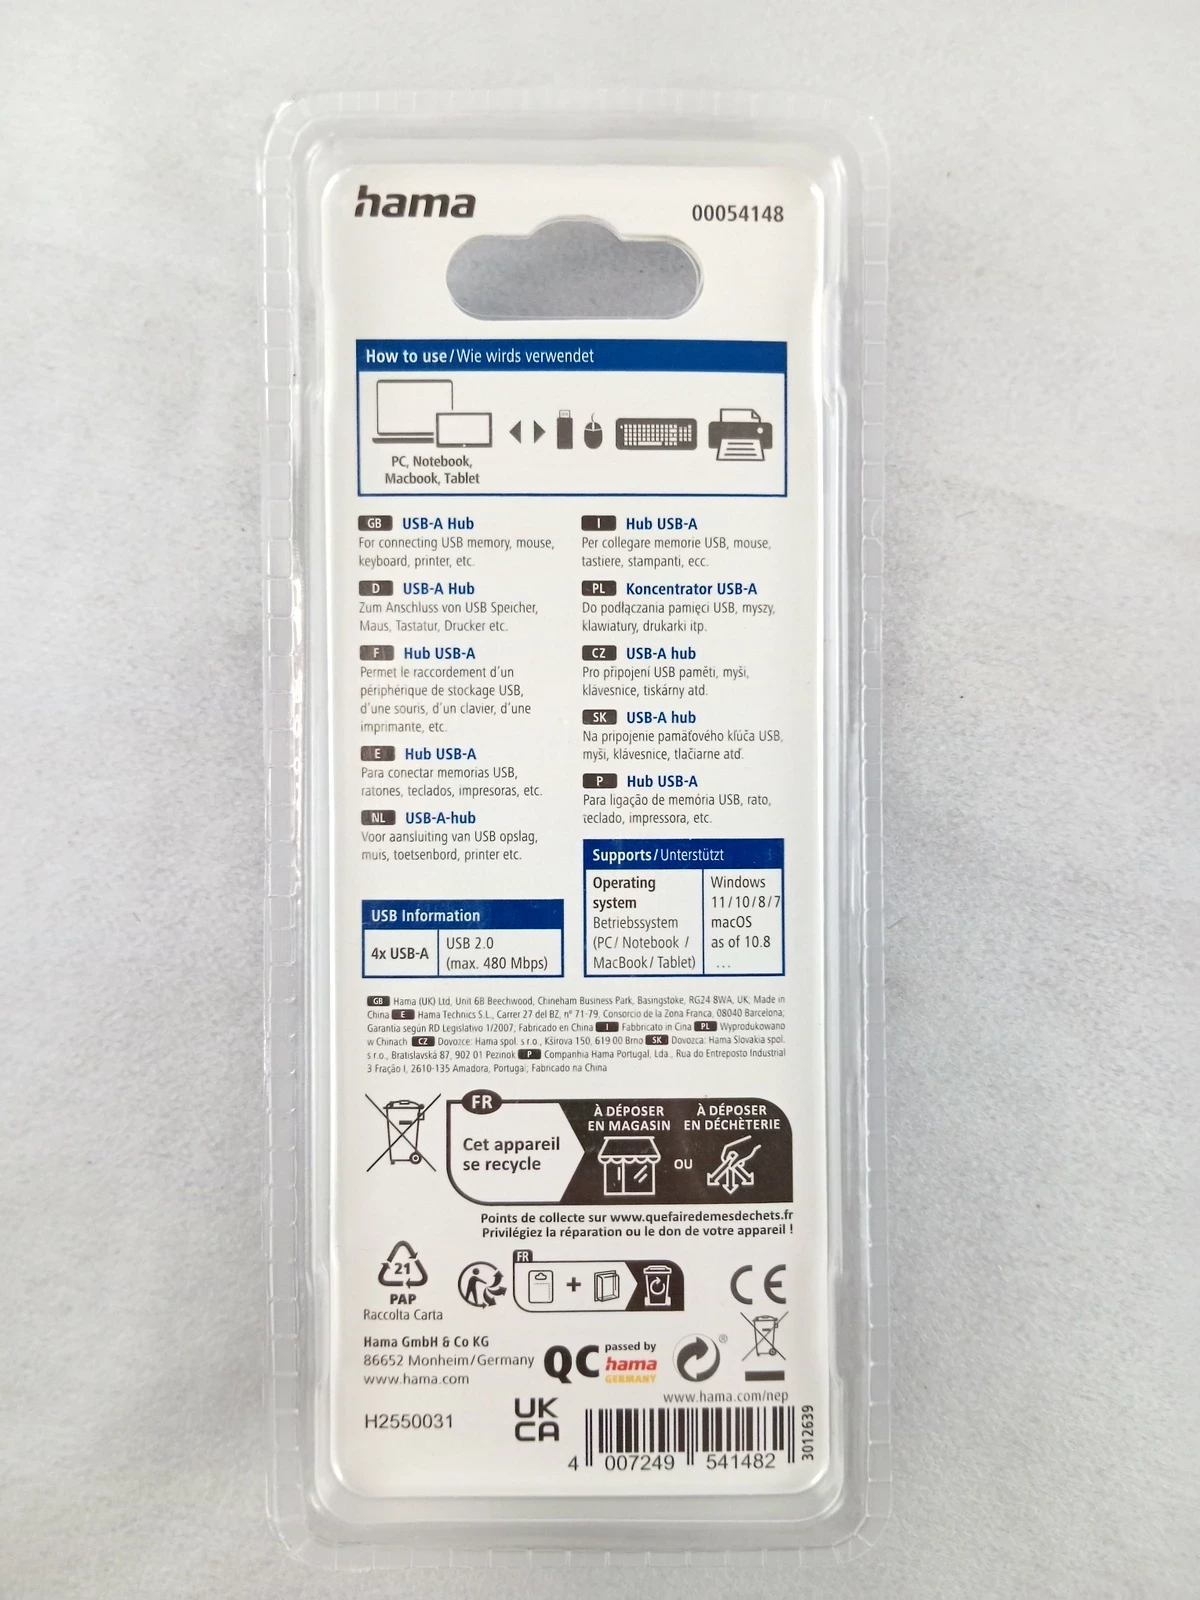 hama
00054148
How to use/Wie wirds verwendet
PC, Notebook,
Macbook, Tablet
GB USB-A Hub
For connecting USB memory, mouse,
keyboard, printer, etc.
D USB-A Hub
Zum Anschluss von USB Speicher,
Maus, Tastatur, Drucker etc.
F Hub USB-A
Permet le raccordement d'un
périphérique de stockage USB,
d'une souris, d'un clavier, d'une
imprimante, etc.
E Hub USB-A
Para conectar memorias USB,
ratones, teclados, impresoras, etc.
NL USB-A-hub
Voor aansluiting van USB opslag,
muis, toetsenbord, printer etc.
I Hub USB-A
Per collegare memorie USB, mouse,
tastiere, stampanti, ecc.
PL Koncentrator USB-A
Do podłączania pamięci USB, myszy,
klawiatury, drukarki itp.
CZ USB-A hub
Pro připojení USB paměti, myši,
klávesnice, tiskárny atd.
SK USB-A hub
Na pripojenie pamäťového kľúča USB,
myši, klávesnice, tlačiarne atď.
P Hub USB-A
Para ligação de memória USB, rato,
teclado, impressora, etc.
USB Information
4x USB-A
USB 2.0
(max. 480 Mbps)
Supports/Unterstützt
Operating
system
Betriebssystem
(PC/ Notebook /
MacBook/ Tablet)
Windows
11/10/8/7
macOS
as of 10.8
...
GB Hama (UK) Ltd, Unit 6B Beechwood, Chineham Business Park, Basingstoke, RG24 8WA, UK; Made in
China E Hama Technics S.L., Carrer 27 del BZ, nº 71-79, Consorcio de la Zona Franca, 08040 Barcelona;
Garantia según RD Legislativo 1/2007; Fabricado en China I Fabbricato in Cina PL Wyprodukowano
w Chinach CZ Dovozce: Hama spol. s r.o., Kšírova 150, 619 00 Brno SK Dovozca: Hama Slovakia spol.
s r.o., Bratislavská 87, 902 01 Pezinok P Companhia Hama Portugal, Lda., Rua do Entreposto Industrial
3 Fração I, 2610-135 Amadora, Portugal; Fabricado na China
FR
Cet appareil
se recycle
À DÉPOSER
EN MAGASIN
OU
À DÉPOSER
EN DÉCHÈTERIE
Points de collecte sur www.quefairedemesdechets.fr
Privilégiez la réparation ou le don de votre appareil !
21
PAP
Raccolta Carta
FR
+
CE
Hama GmbH & Co KG
86652 Monheim/Germany
www.hama.com
QC passed by
hama
GERMANY
®
www.hama.com/nep
H2550031
UK
CA
4 007249 541482
3012639